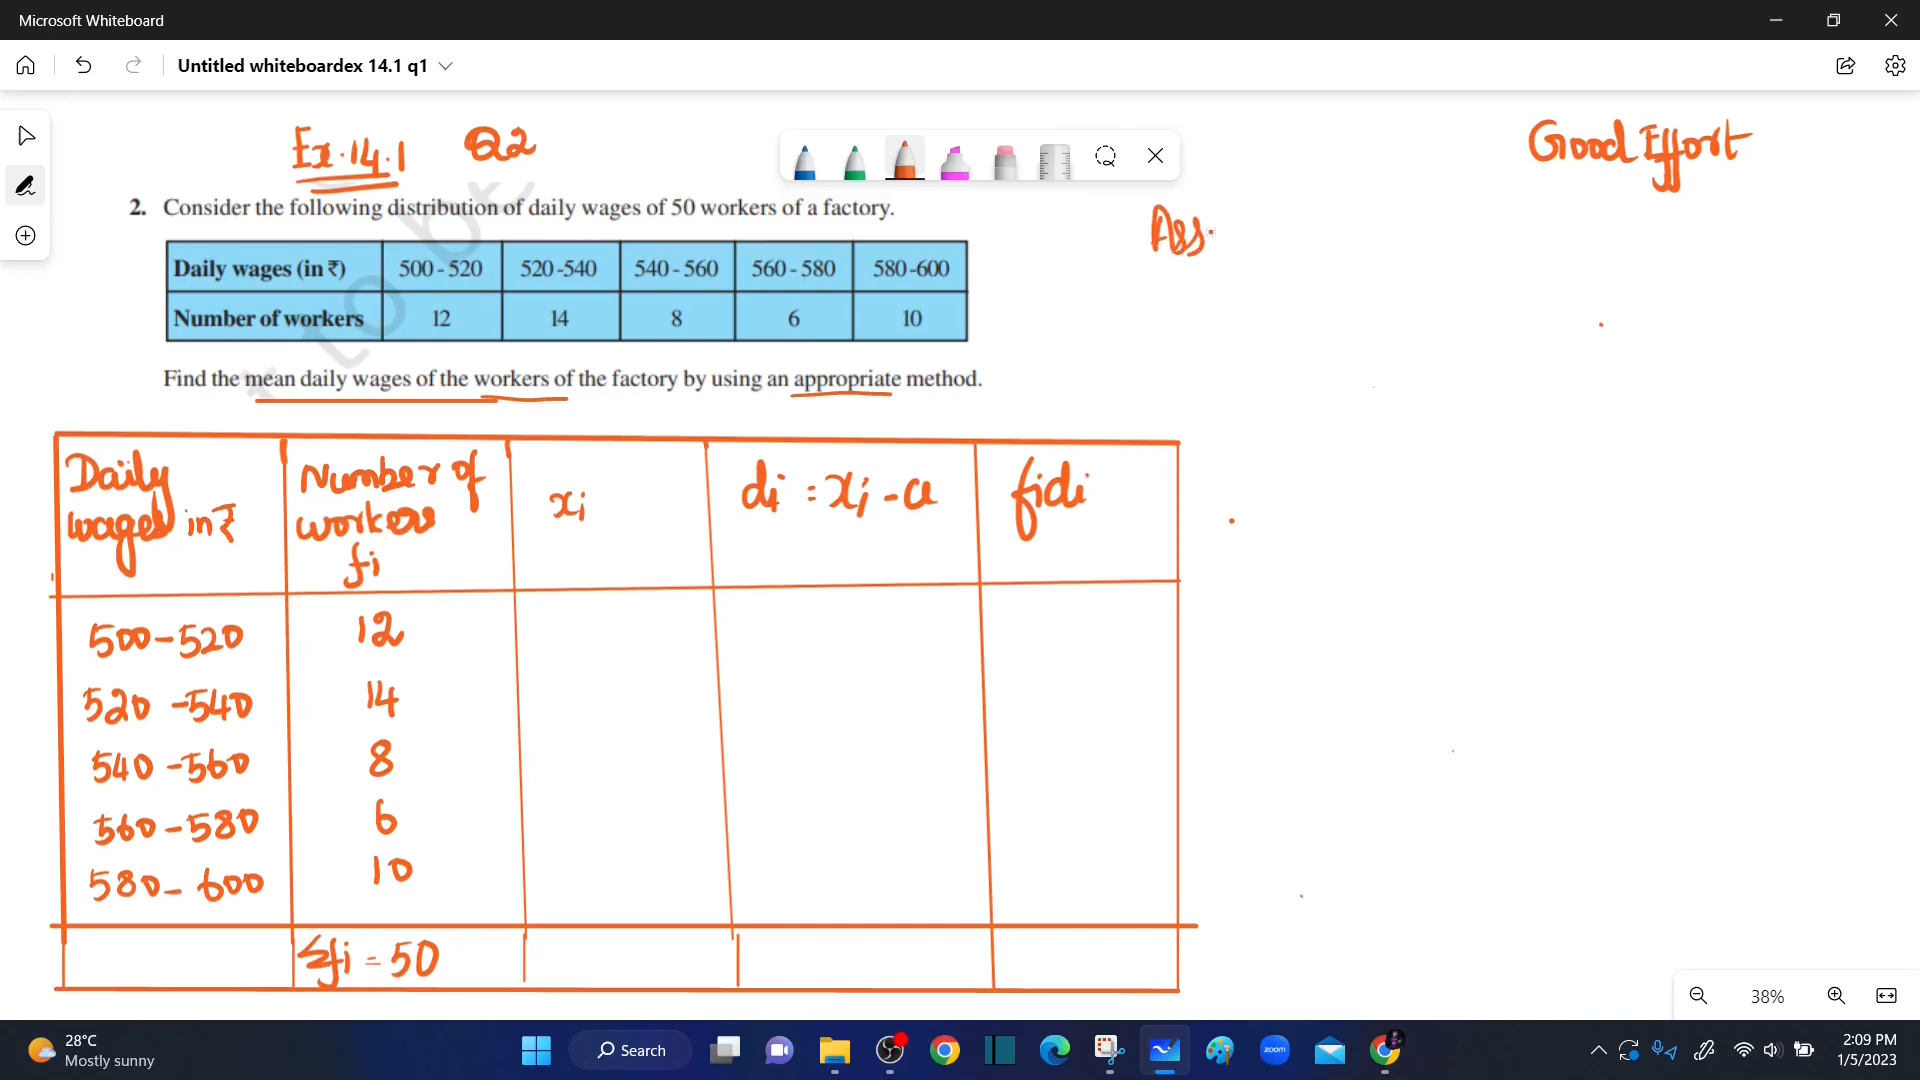 Microsoft Whiteboard
Untitled whiteboardex 14.1 q1
Ex.14.1 Q2
Good Effort
Ass
2. Consider the following distribution of daily wages of 50 workers of a factory.
Daily wages (in ₹) 500 - 520 520 -540 540 - 560 560 - 580 580 -600
Number of workers 12 14 8 6 10
Find the mean daily wages of the workers of the factory by using an appropriate method.
Daily wages in ₹ Number of workers fi xi di = xi - a fidi
500-520 12
520 -540 14
540 -560 8
560-580 6
580- 600 10
Σfi = 50
38%
28°C
Mostly sunny
Search
zoom
2:09 PM
1/5/2023